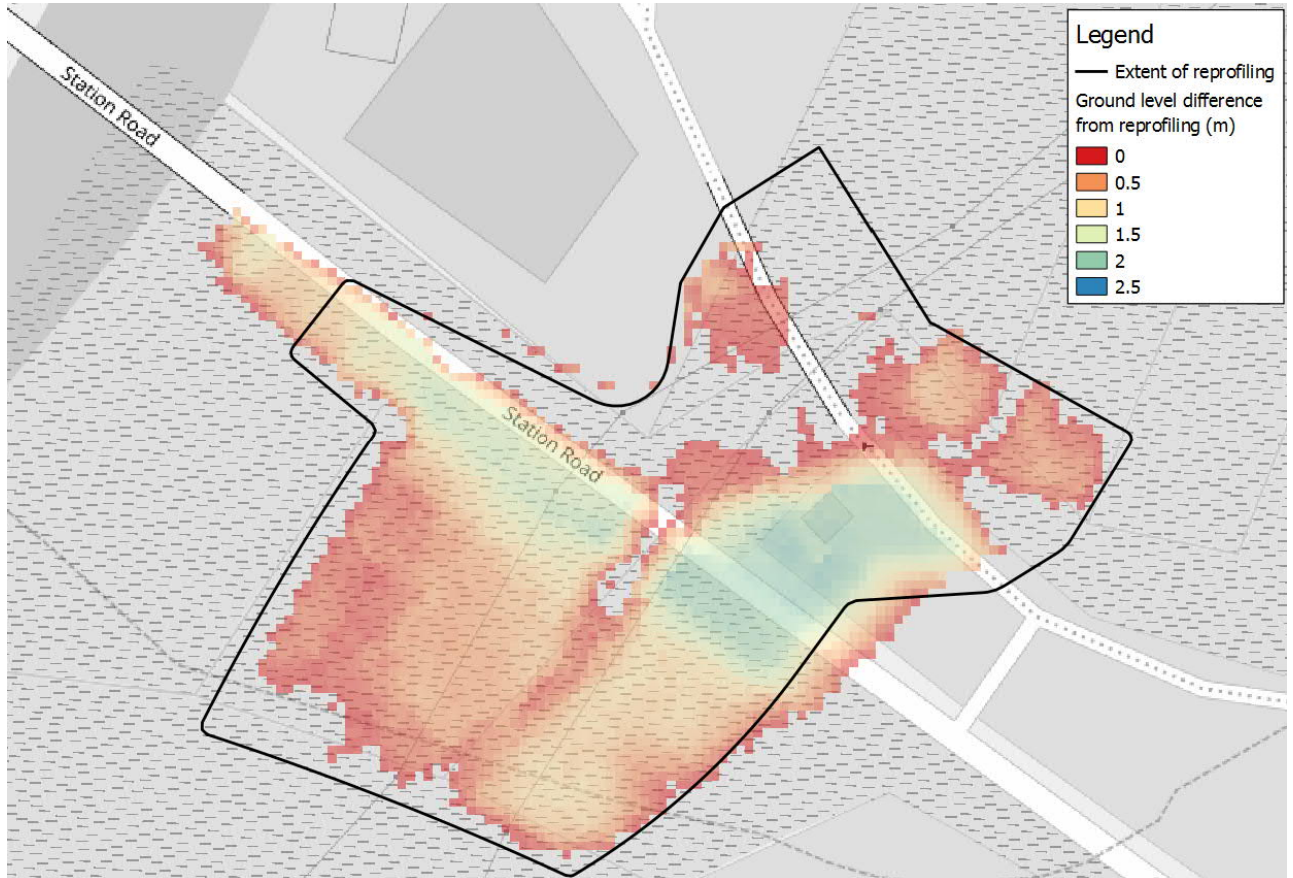 Legend
Extent of reprofiling
Ground level difference
from reprofiling (m)
0
0.5
1
1.5
2
2.5
Station Road
Station Road